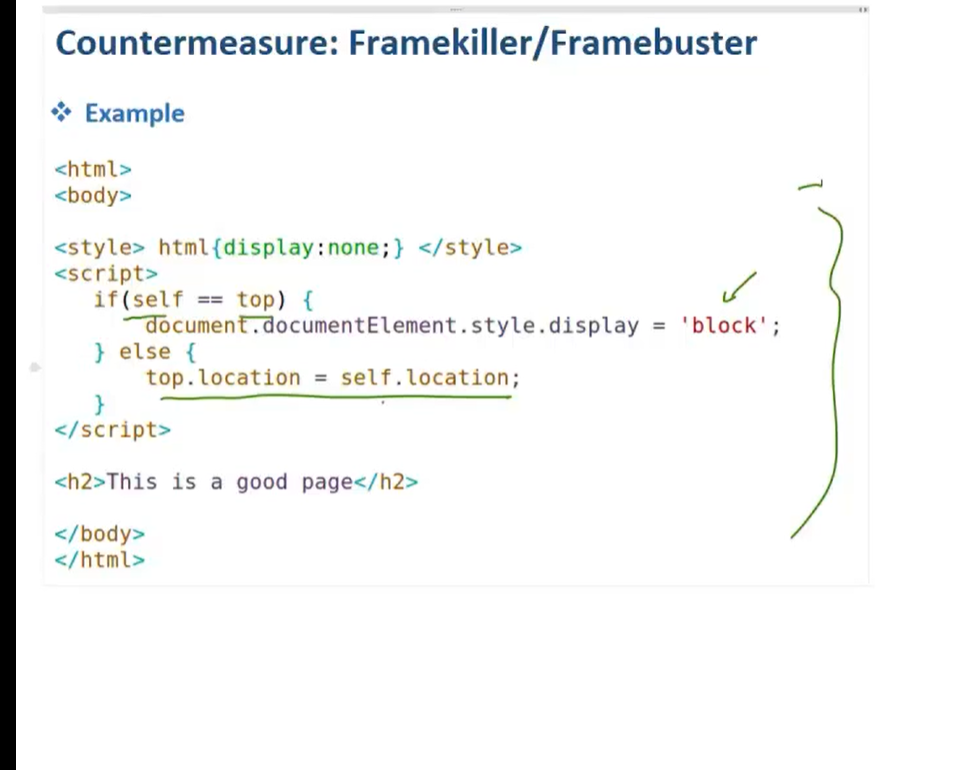 Countermeasure: Framekiller/Framebuster
❖ Example
<html>
<body>
<style> html{display:none;} </style>
<script>
if(self == top) {
document.documentElement.style.display = 'block';
} else {
top.location = self.location;
}
</script>
<h2>This is a good page</h2>
</body>
</html>